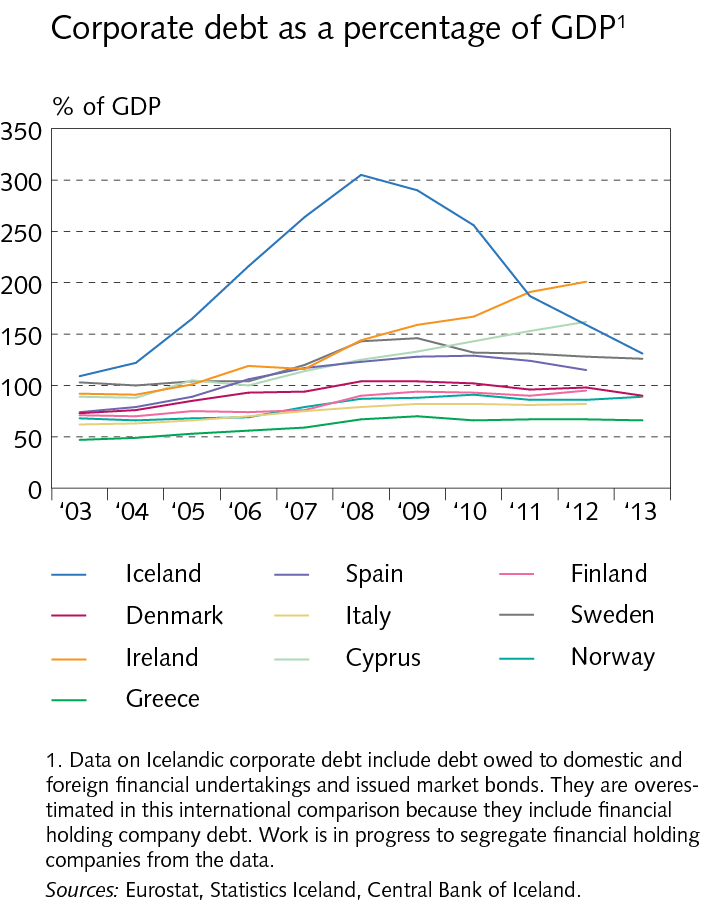 Corporate debt as a percentage of GDP¹
% of GDP
350
300
250
200
150
100
50
0
‘03 ‘04 ‘05 ‘06 ‘07 ‘08 ‘09 ‘10 ‘11 ‘12 ‘13
Iceland Spain Finland
Denmark Italy Sweden
Ireland Cyprus Norway
Greece
1. Data on Icelandic corporate debt include debt owed to domestic and
foreign financial undertakings and issued market bonds. They are overes-
timated in this international comparison because they include financial
holding company debt. Work is in progress to segregate financial holding
companies from the data.
Sources: Eurostat, Statistics Iceland, Central Bank of Iceland.